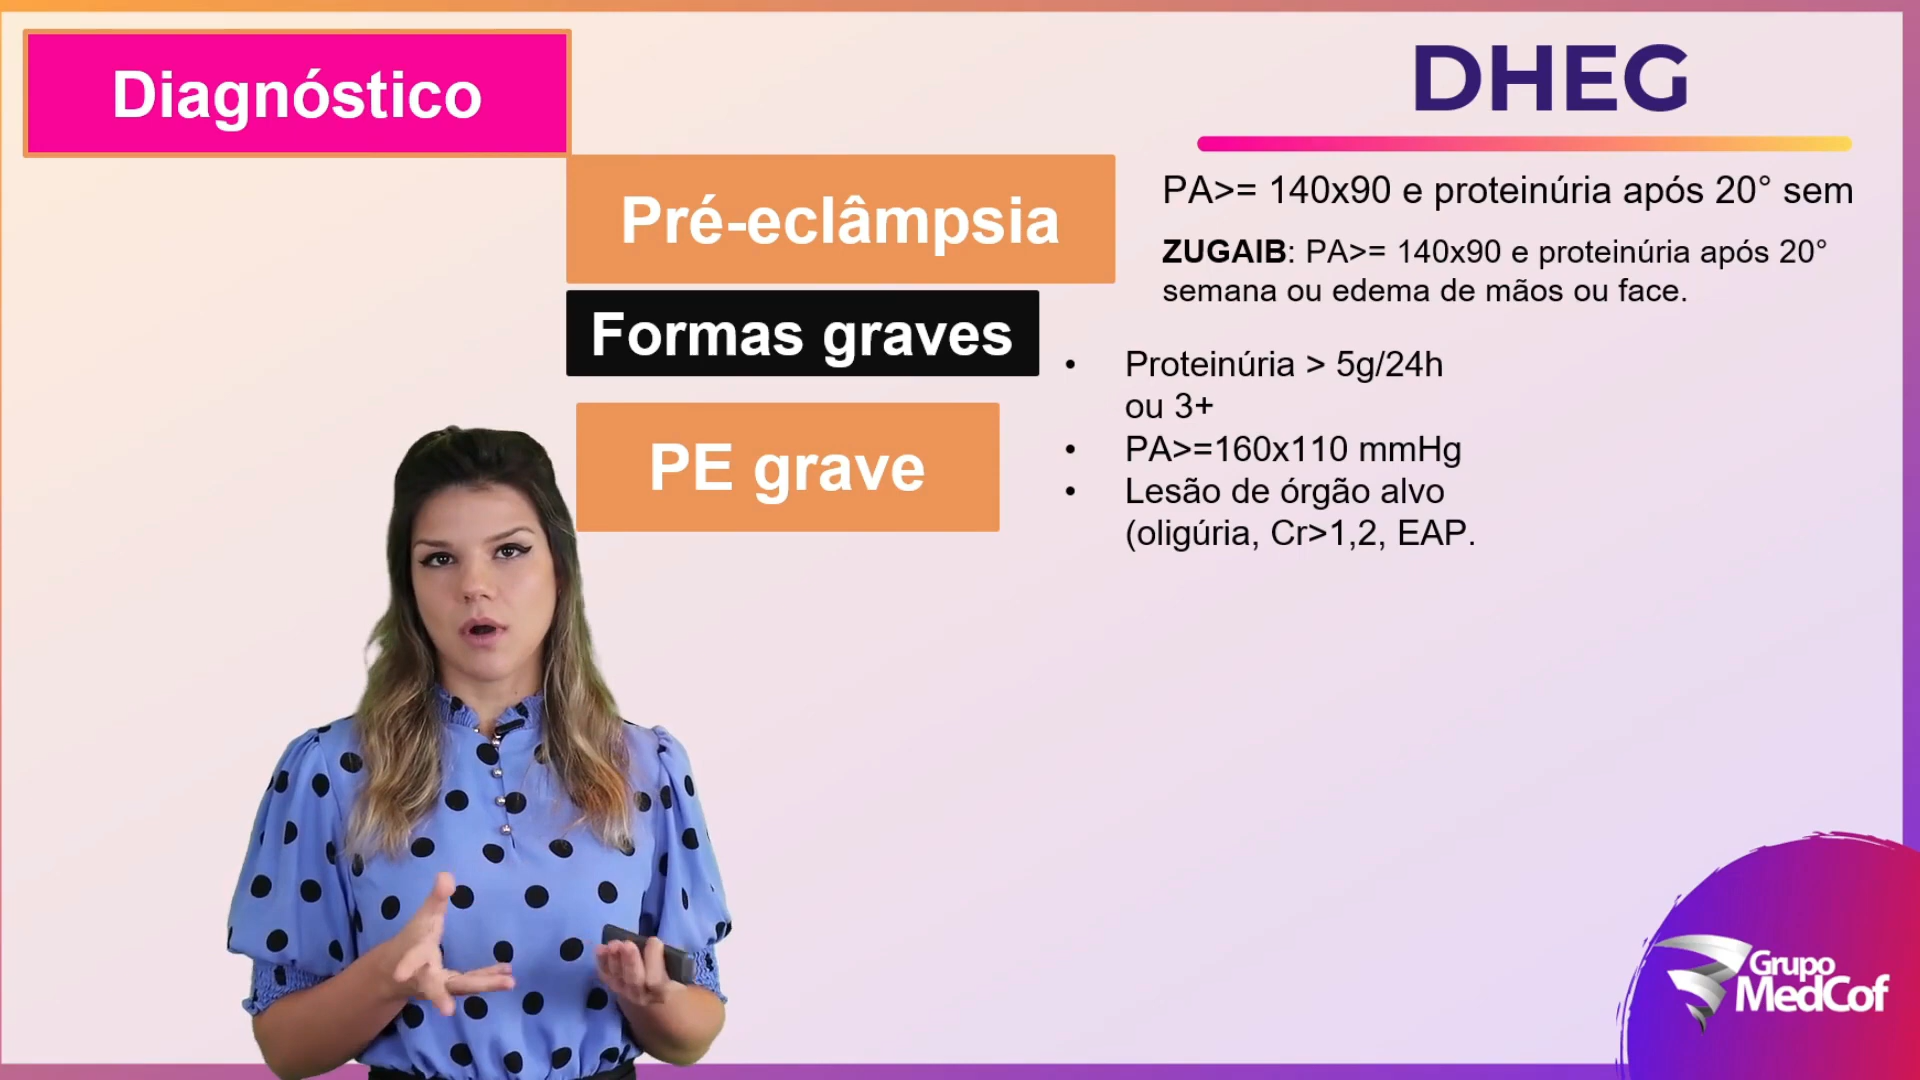 Diagnóstico
DHEG
Pré-eclâmpsia
PA>= 140x90 e proteinúria após 20° sem
ZUGAIB: PA>= 140x90 e proteinúria após 20°
semana ou edema de mãos ou face.
Formas graves
PE grave
• Proteinúria > 5g/24h
ou 3+
• PA>=160x110 mmHg
• Lesão de órgão alvo
(oligúria, Cr>1,2, EAP.
Grupo
MedCof